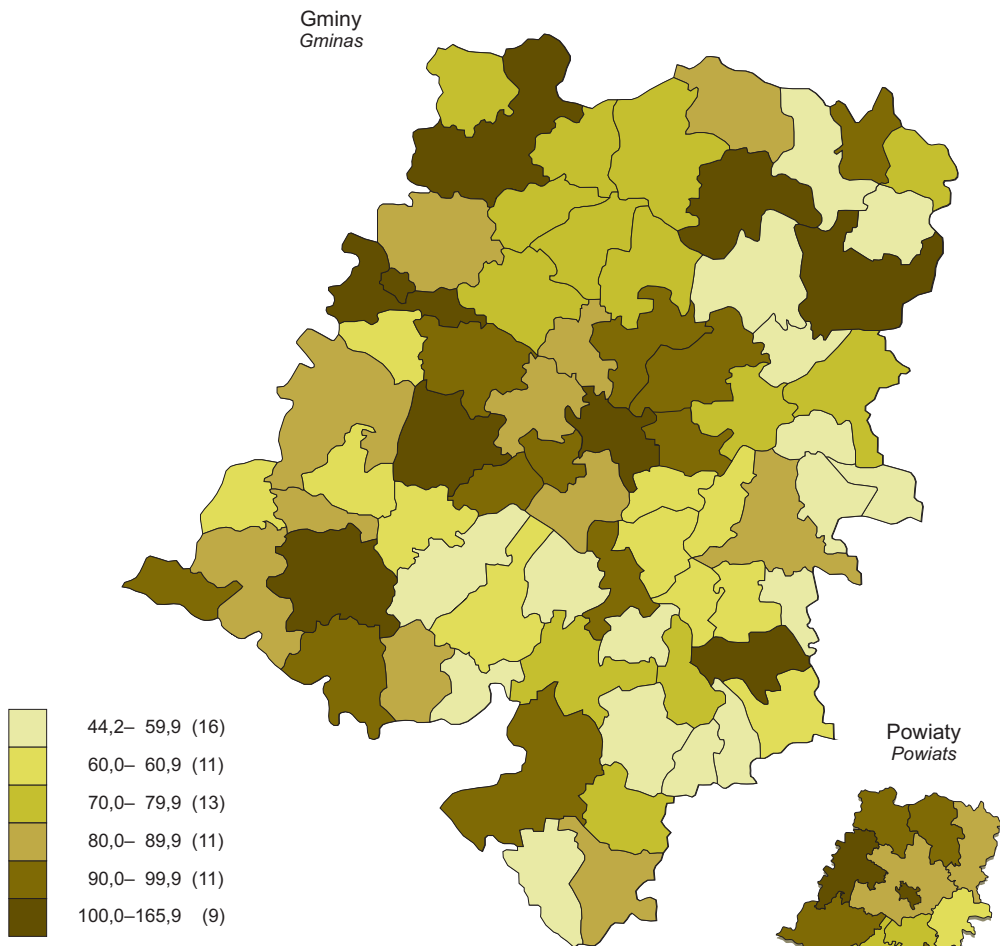 Gminy
Gminas
44,2– 59,9 (16)
60,0– 60,9 (11)
70,0– 79,9 (13)
80,0– 89,9 (11)
90,0– 99,9 (11)
100,0–165,9 (9)
Powiaty
Powiats